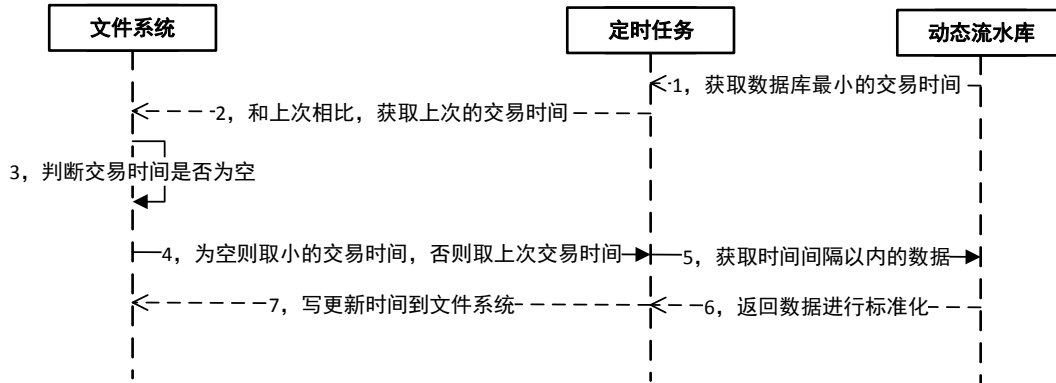 文件系统
定时任务
动态流水库
1，获取数据库最小的交易时间
2，和上次相比，获取上次的交易时间
3，判断交易时间是否为空
4，为空则取小的交易时间，否则取上次交易时间
5，获取时间间隔以内的数据
7，写更新时间到文件系统
6，返回数据进行标准化